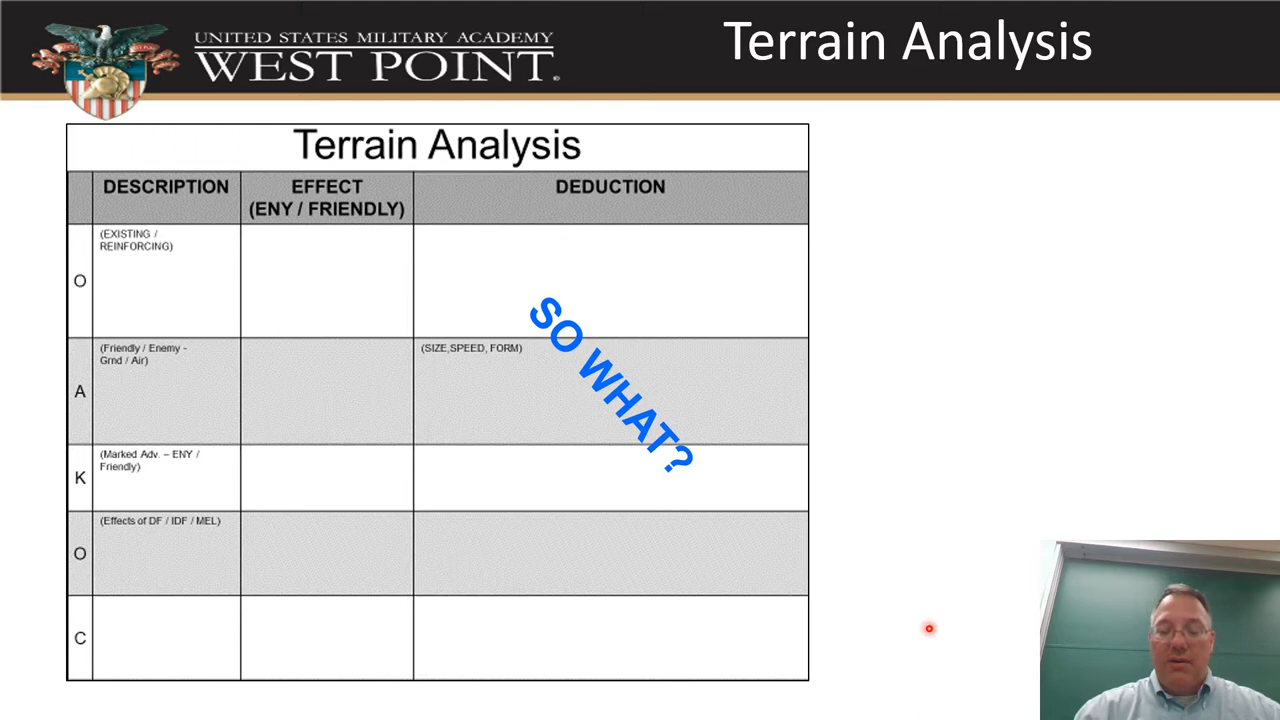 UNITED STATES MILITARY ACADEMY
WEST POINT.
Terrain Analysis
Terrain Analysis
DESCRIPTION
EFFECT
(ENY / FRIENDLY)
DEDUCTION
O
(EXISTING /
REINFORCING)
A
(Friendly / Enemy -
Grnd / Air)
(SIZE,SPEED, FORM)
K
(Marked Adv. – ENY /
Friendly)
O
(Effects of DF / IDF / MEL)
C
SO WHAT?